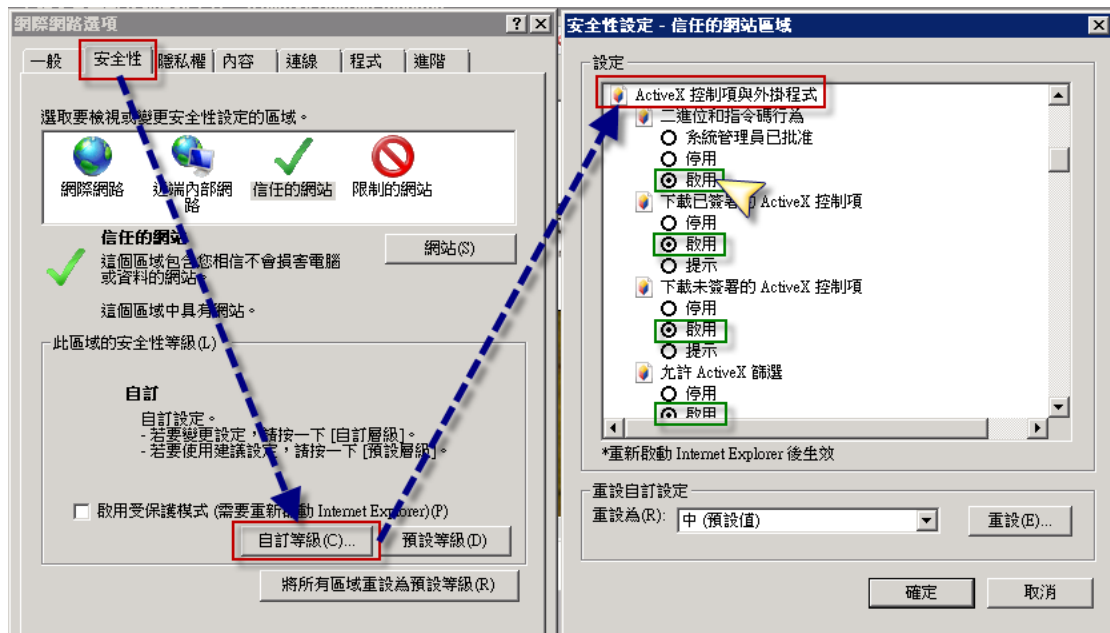 網際網路選項
一般 安全性 隱私權 內容 連線 程式 進階
選取要檢視或變更安全性設定的區域。
網際網路 近端內部網路 信任的網站 限制的網站
信任的網站
網站(S)
這個區域包含您相信不會損害電腦
或資料的網站。
這個區域中具有網站。
此區域的安全性等級(L)
自訂
自訂設定。
- 若要變更設定，請按一下 [自訂層級]。
- 若要使用建議設定，請按一下 [預設層級]。
啟用受保護模式 (需要重新啟動 Internet Explorer)(P)
自訂等級(C)... 預設等級(D)
將所有區域重設為預設等級(R)
安全性設定 - 信任的網站區域
設定
ActiveX 控制項與外掛程式
二進位和指令碼行為
系統管理員已批准
停用
啟用
下載已簽署的 ActiveX 控制項
停用
啟用
提示
下載未簽署的 ActiveX 控制項
停用
啟用
提示
允許 ActiveX 篩選
停用
啟用
*重新啟動 Internet Explorer 後生效
重設自訂設定
重設為(R): 中 (預設值) 重設(E)...
確定 取消